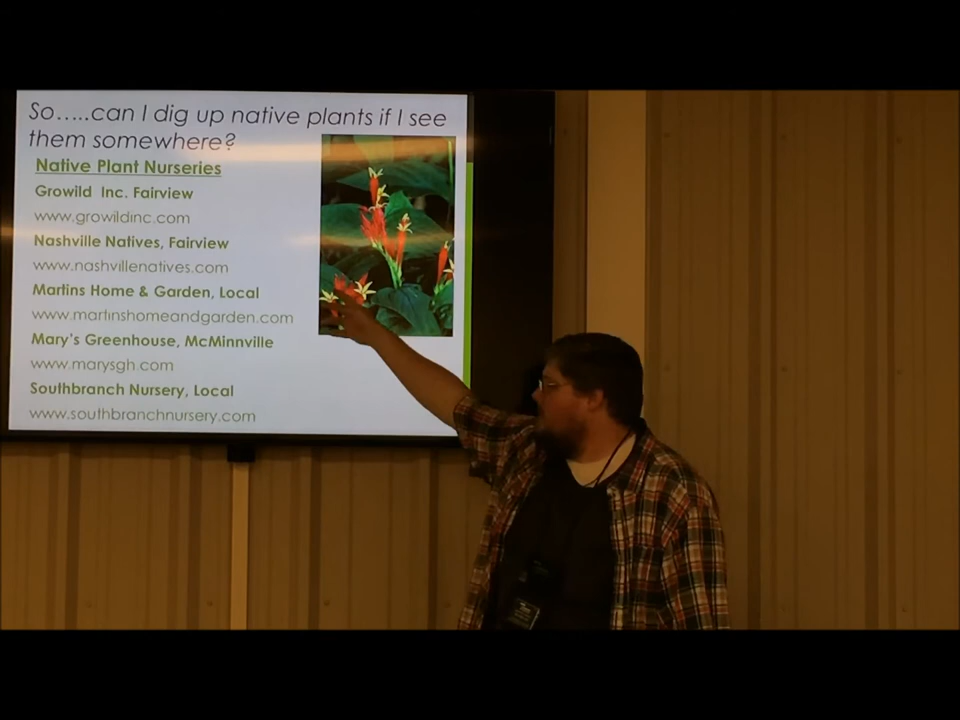 So.....can I dig up native plants if I see
them somewhere?
Native Plant Nurseries
Growild Inc. Fairview
www.growildinc.com
Nashville Natives, Fairview
www.nashvillenatives.com
Martins Home & Garden, Local
www.martinshomeandgarden.com
Mary's Greenhouse, McMinnville
www.marysgh.com
Southbranch Nursery, Local
www.southbranchnursery.com